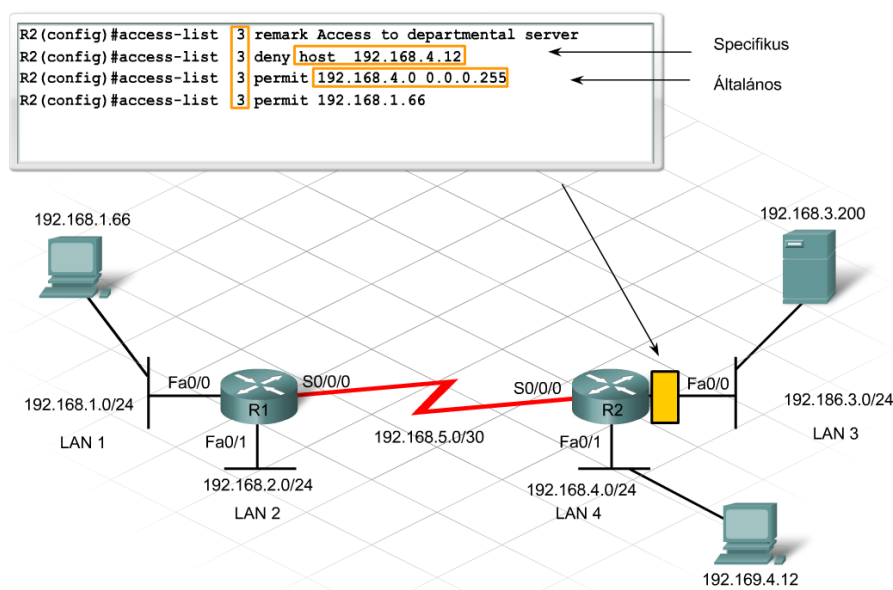 R2(config)#access-list 3 remark Access to departmental server
R2(config)#access-list 3 deny host 192.168.4.12
R2(config)#access-list 3 permit 192.168.4.0 0.0.0.255
R2(config)#access-list 3 permit 192.168.1.66
Specifikus
Általános
192.168.1.66
192.168.3.200
Fa0/0
S0/0/0
S0/0/0
Fa0/0
192.168.1.0/24
R1
R2
192.186.3.0/24
LAN 1
Fa0/1
192.168.5.0/30
Fa0/1
LAN 3
192.168.2.0/24
192.168.4.0/24
LAN 2
LAN 4
192.169.4.12